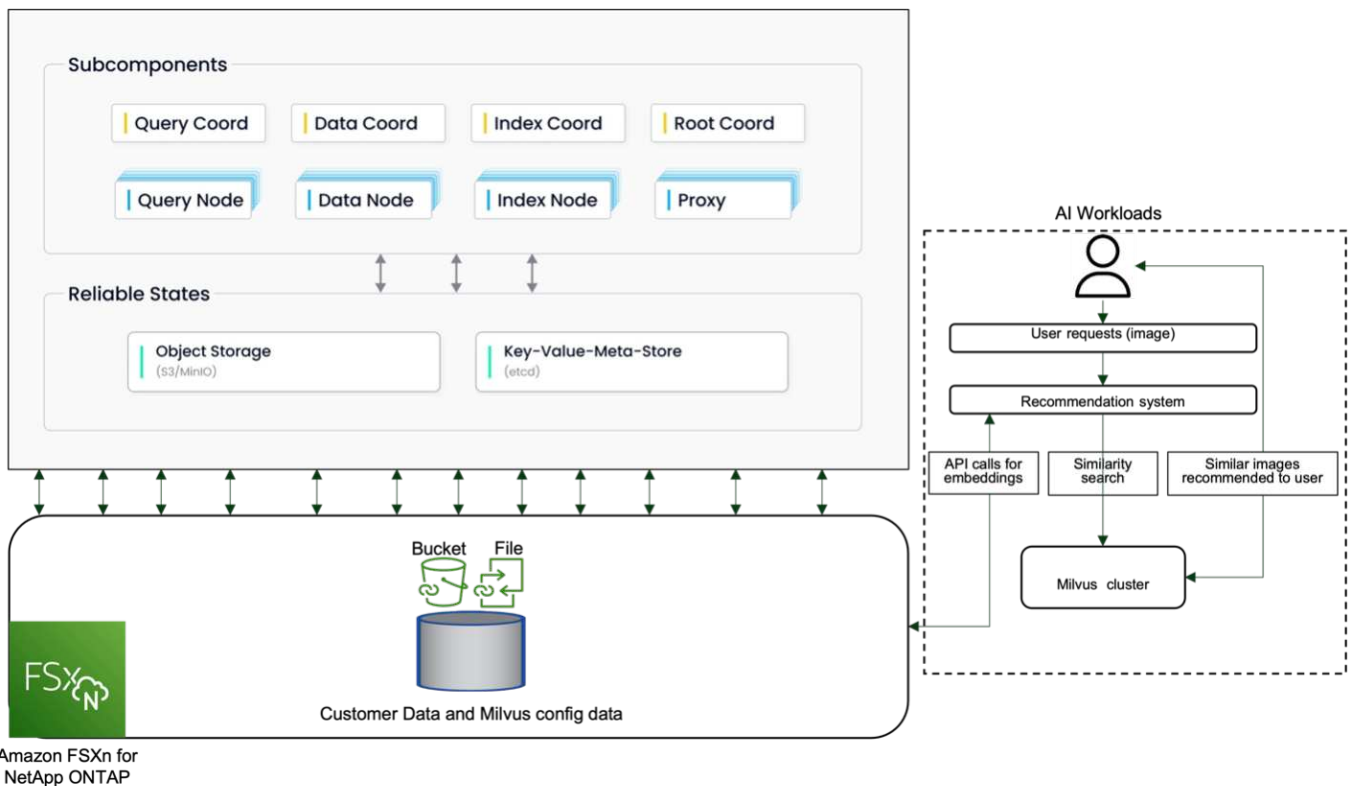 Subcomponents
Query Coord
Data Coord
Index Coord
Root Coord
Query Node
Data Node
Index Node
Proxy
Reliable States
Object Storage
(S3/MinIO)
Key-Value-Meta-Store
(etcd)
Bucket
File
FSx
N
Customer Data and Milvus config data
Amazon FSXn for
NetApp ONTAP
AI Workloads
User requests (image)
Recommendation system
API calls for
embeddings
Similarity
search
Similar images
recommended to user
Milvus cluster